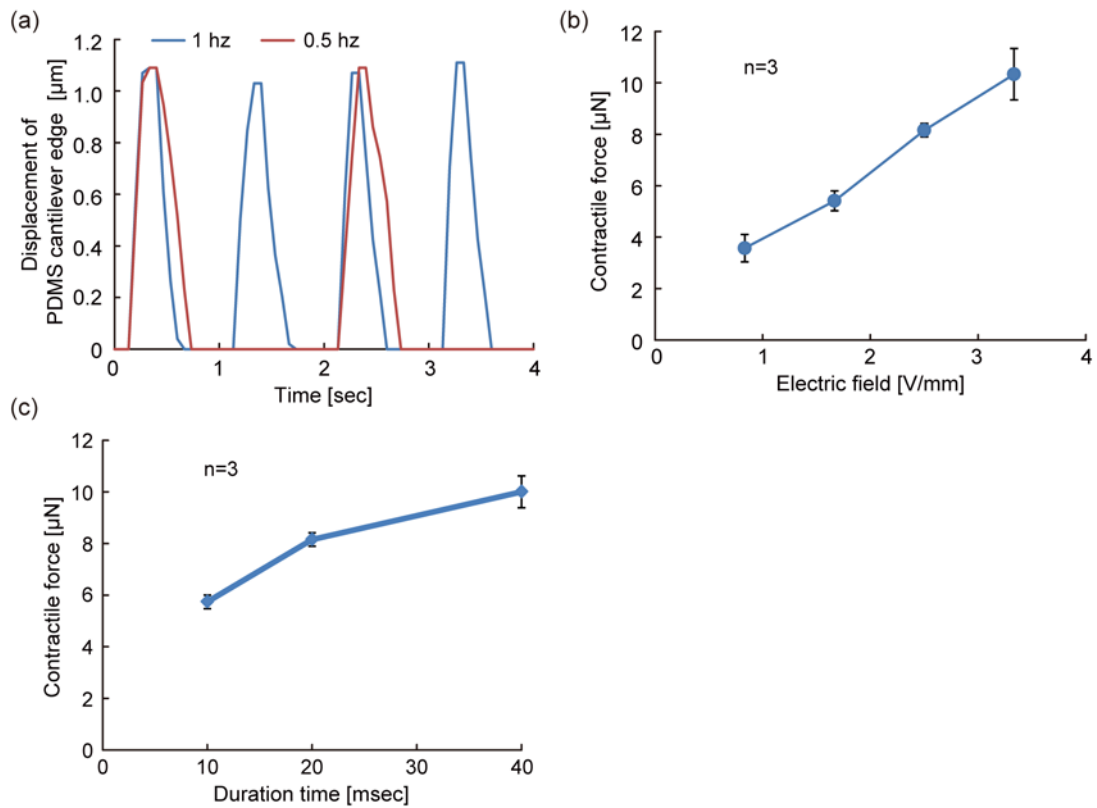 (a)
1 hz
0.5 hz
Displacement of
PDMS cantilever edge [μm]
1.2
1.0
0.8
0.6
0.4
0.2
0
0 1 2 3 4
Time [sec]
(b)
n=3
Contractile force [μN]
12
10
8
6
4
2
0
0 1 2 3 4
Electric field [V/mm]
(c)
n=3
Contractile force [μN]
12
10
8
6
4
2
0
0 10 20 30 40
Duration time [msec]